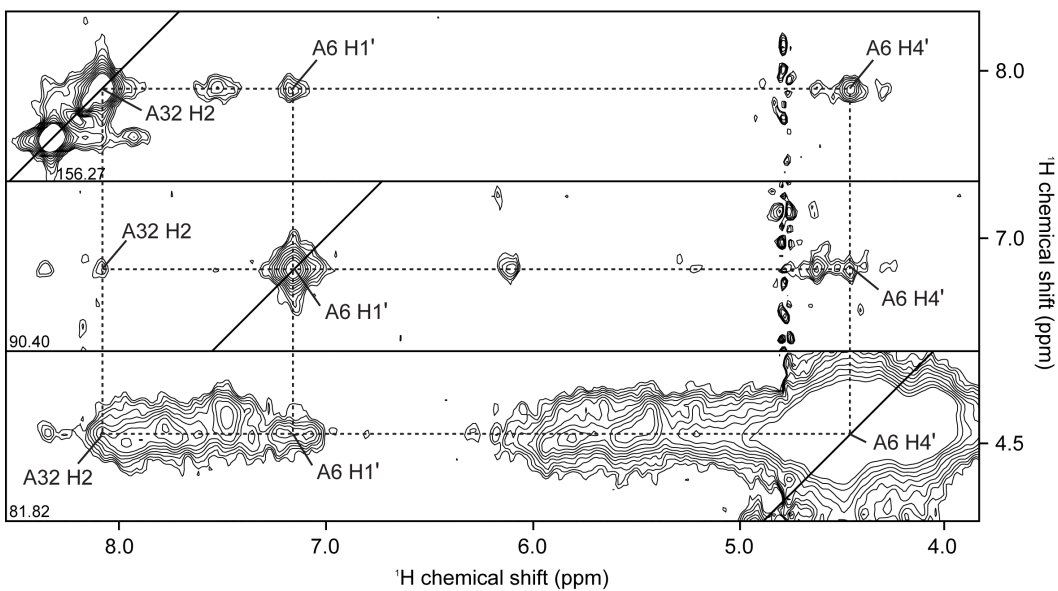 A6 H1'
A6 H4'
8.0
A32 H2
156.27
A32 H2
7.0
A6 H1'
A6 H4'
90.40
¹H chemical shift (ppm)
A6 H4'
4.5
A32 H2
A6 H1'
81.82
8.0 7.0 6.0 5.0 4.0
¹H chemical shift (ppm)